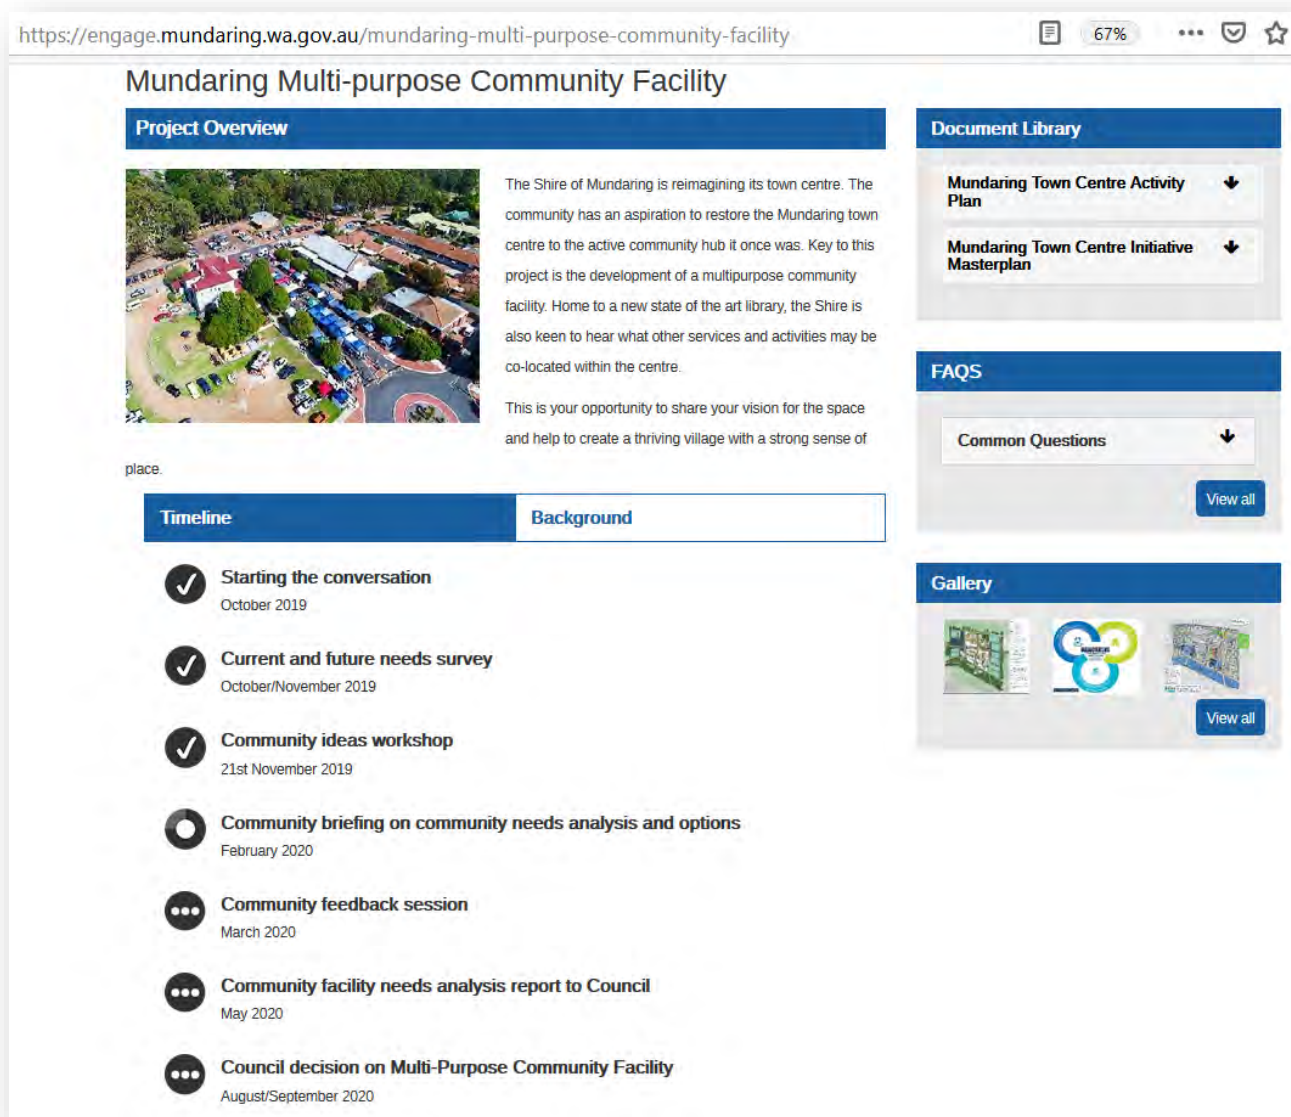 https://engage.mundaring.wa.gov.au/mundaring-multi-purpose-community-facility
67%
Mundaring Multi-purpose Community Facility
Project Overview
The Shire of Mundaring is reimagining its town centre. The
community has an aspiration to restore the Mundaring town
centre to the active community hub it once was. Key to this
project is the development of a multipurpose community
facility. Home to a new state of the art library, the Shire is
also keen to hear what other services and activities may be
co-located within the centre.
This is your opportunity to share your vision for the space
and help to create a thriving village with a strong sense of
place.
Timeline
Background
Starting the conversation
October 2019
Current and future needs survey
October/November 2019
Community ideas workshop
21st November 2019
Community briefing on community needs analysis and options
February 2020
Community feedback session
March 2020
Community facility needs analysis report to Council
May 2020
Council decision on Multi-Purpose Community Facility
August/September 2020
Document Library
Mundaring Town Centre Activity
Plan
Mundaring Town Centre Initiative
Masterplan
FAQS
Common Questions
View all
Gallery
View all